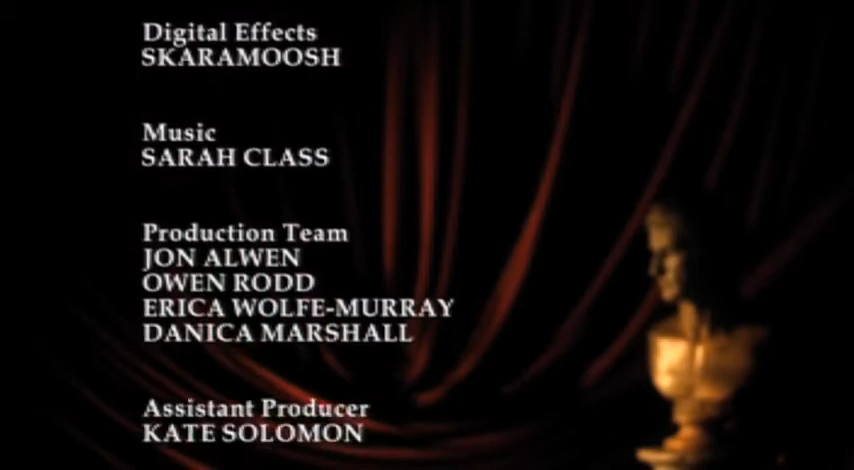 Digital Effects
SKARAMOOSH
Music
SARAH CLASS
Production Team
JON ALWEN
OWEN RODD
ERICA WOLFE-MURRAY
DANICA MARSHALL
Assistant Producer
KATE SOLOMON